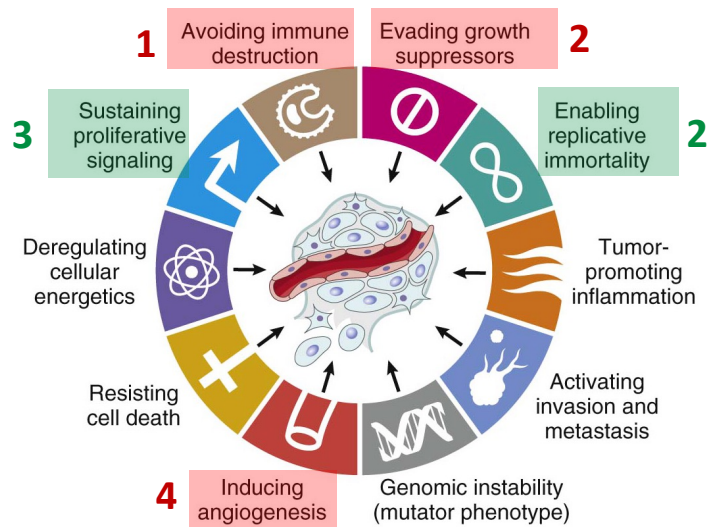 1
Avoiding immune
destruction
Evading growth
suppressors
2
3
Sustaining
proliferative
signaling
Enabling
replicative
immortality
2
Deregulating
cellular
energetics
Tumor-
promoting
inflammation
Resisting
cell death
Activating
invasion and
metastasis
4
Inducing
angiogenesis
Genomic instability
(mutator phenotype)